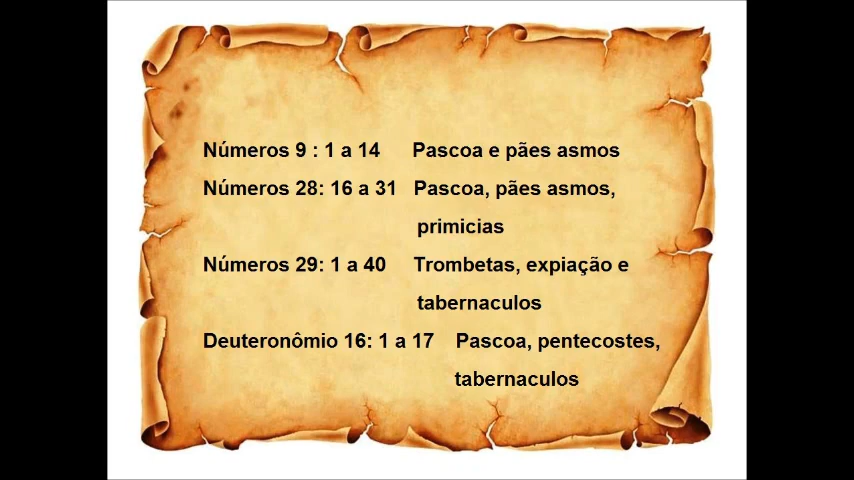 Números 9 : 1 a 14 Pascoa e pães asmos
Números 28: 16 a 31 Pascoa, pães asmos,
primicias
Números 29: 1 a 40 Trombetas, expiação e
tabernaculos
Deuteronômio 16: 1 a 17 Pascoa, pentecostes,
tabernaculos